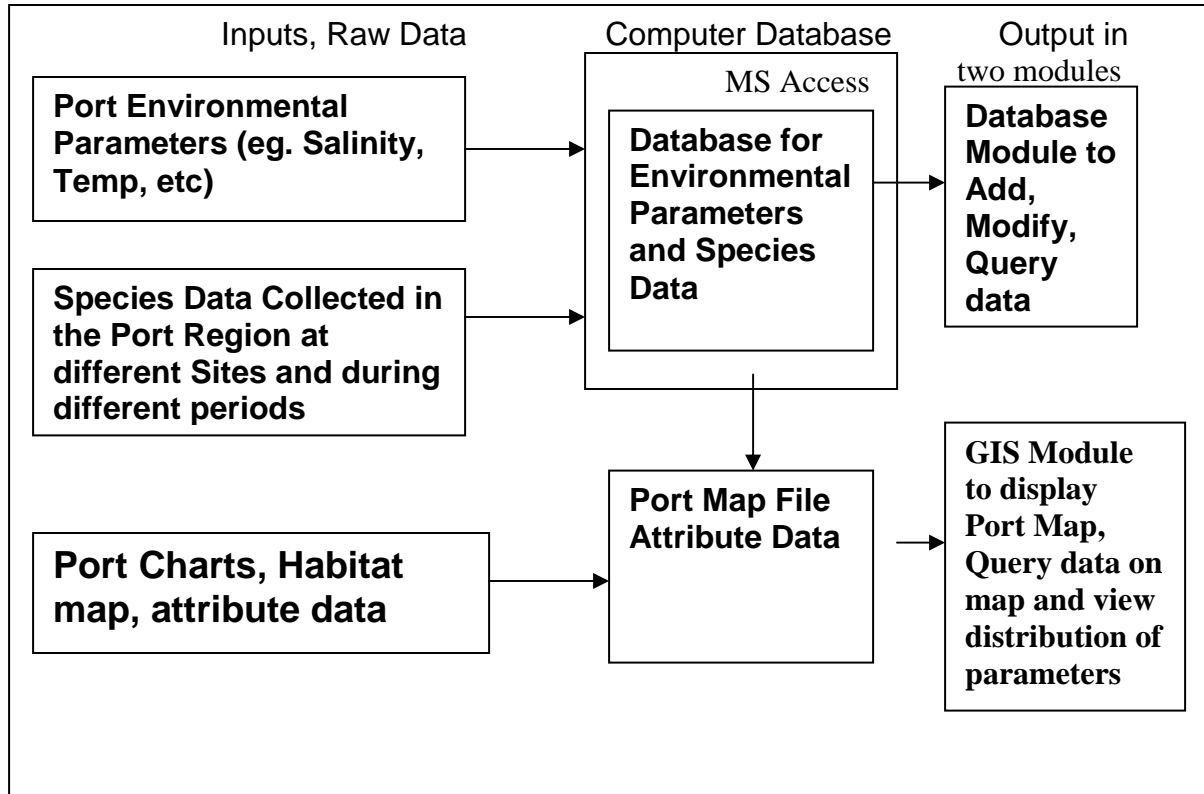 Inputs, Raw Data
Computer Database
Output in
two modules
Port Environmental
Parameters (eg. Salinity,
Temp, etc)
MS Access
Database for
Environmental
Parameters
and Species
Data
Database
Module to
Add,
Modify,
Query
data
Species Data Collected in
the Port Region at
different Sites and during
different periods
Port Charts, Habitat
map, attribute data
Port Map File
Attribute Data
GIS Module
to display
Port Map,
Query data on
map and view
distribution of
parameters